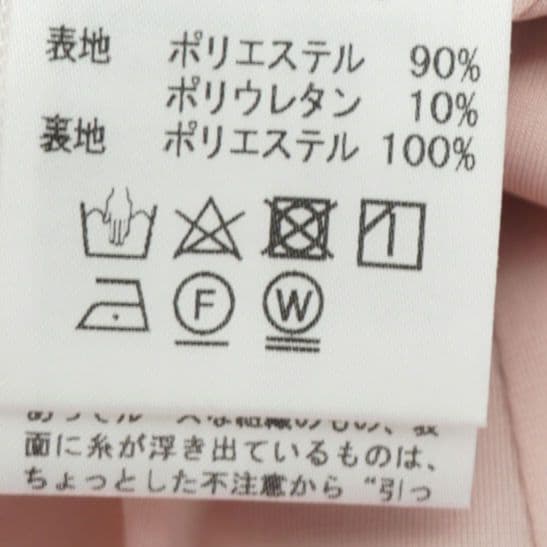 表地 ポリエステル 90%
ポリウレタン 10%
裏地 ポリエステル 100%
F W
面に糸が浮き出ているものは、
ちょっとした不注意から“引っ